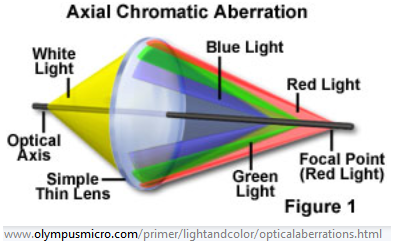 Axial Chromatic Aberration
White
Light
Blue Light
Red Light
Optical
Axis
Simple
Thin Lens
Green
Light
Focal Point
(Red Light)
Figure 1
www.olympusmicro.com/primer/lightandcolor/opticalaberrations.html